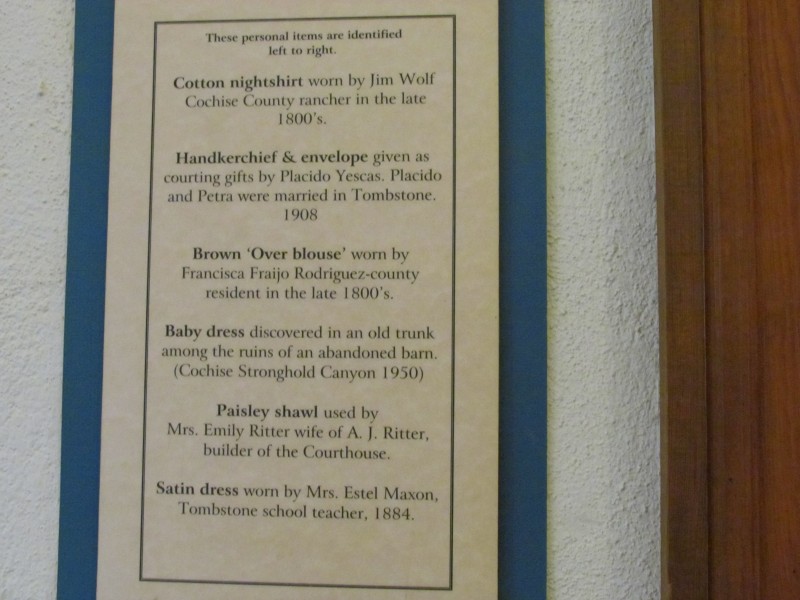 These personal items are identified
left to right.
Cotton nightshirt worn by Jim Wolf
Cochise County rancher in the late
1800's.
Handkerchief & envelope given as
courting gifts by Placido Yescas. Placido
and Petra were married in Tombstone.
1908
Brown 'Over blouse' worn by
Francisca Fraijo Rodriguez-county
resident in the late 1800's.
Baby dress discovered in an old trunk
among the ruins of an abandoned barn.
(Cochise Stronghold Canyon 1950)
Paisley shawl used by
Mrs. Emily Ritter wife of A. J. Ritter,
builder of the Courthouse.
Satin dress worn by Mrs. Estel Maxon,
Tombstone school teacher, 1884.